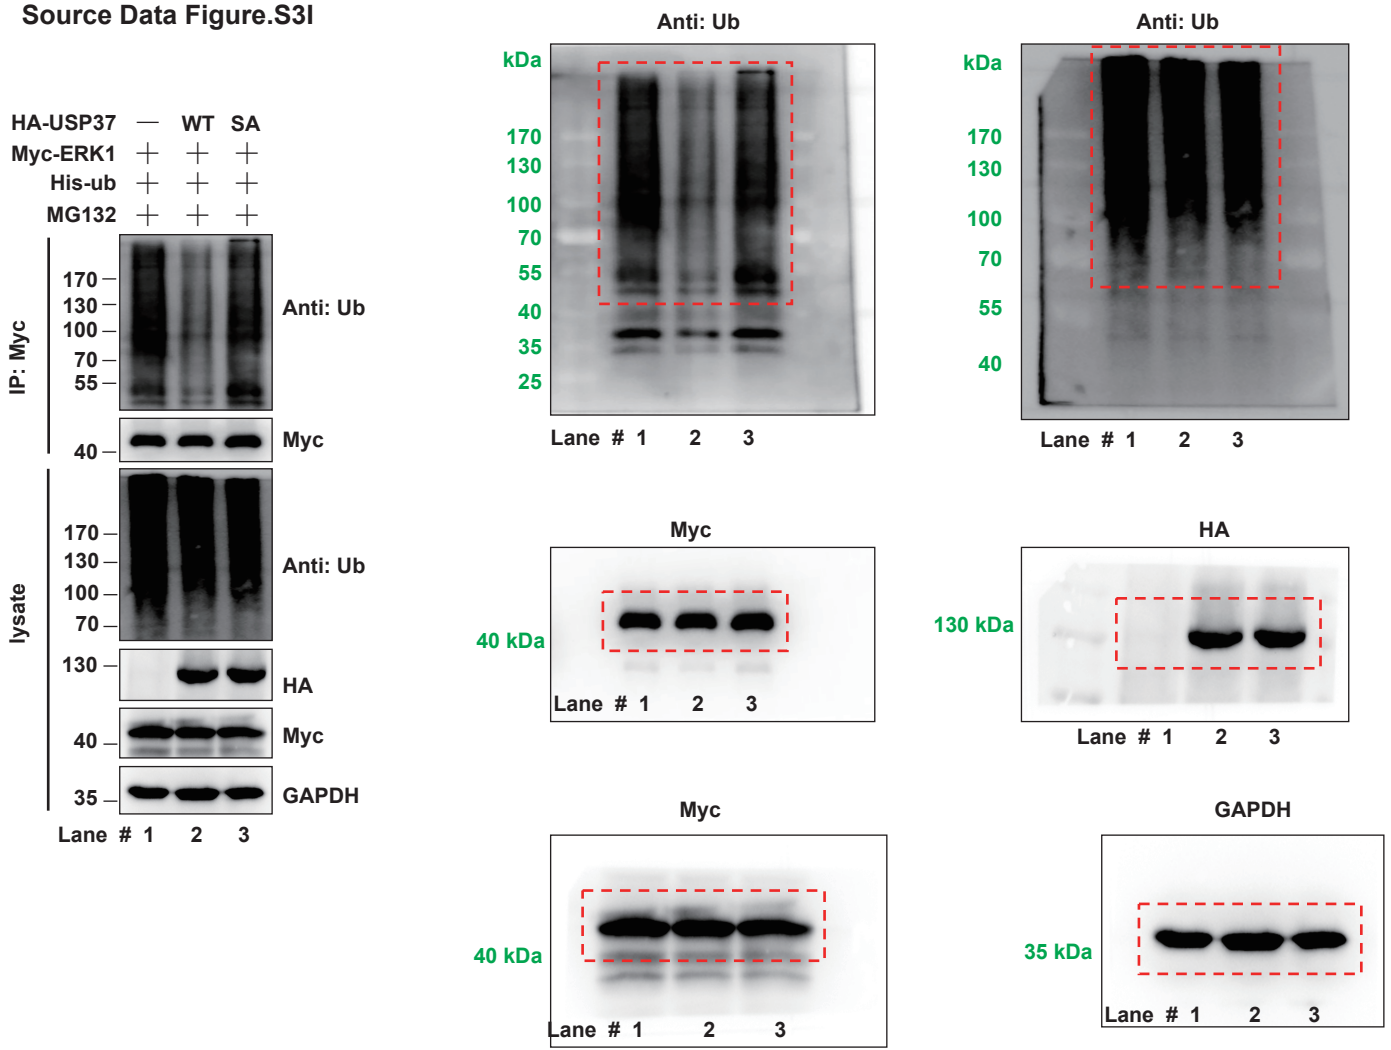 Source Data Figure.S3I
HA-USP37 — WT SA
Myc-ERK1 + + +
His-ub + + +
MG132 + + +
IP: Myc
170
130
100
70
55
Anti: Ub
40
Myc
lysate
170
130
100
70
Anti: Ub
130
HA
40
Myc
35
GAPDH
Lane # 1 2 3
Anti: Ub
kDa
170
130
100
70
55
40
35
25
Lane # 1 2 3
Anti: Ub
kDa
170
130
100
70
55
40
Lane # 1 2 3
Myc
40 kDa
Lane # 1 2 3
HA
130 kDa
Lane # 1 2 3
Myc
40 kDa
Lane # 1 2 3
GAPDH
35 kDa
Lane # 1 2 3